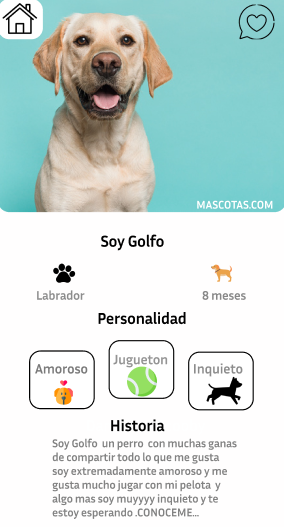 MASCOTAS.COM
Soy Golfo
Labrador
8 meses
Personalidad
Amoroso
Jugueton
Inquieto
Historia
Soy Golfo un perro con muchas ganas
de compartir todo lo que me gusta
soy extremadamente amoroso y me
gusta mucho jugar con mi pelota y
algo mas soy muyyyy inquieto y te
estoy esperando .CONOCEME...